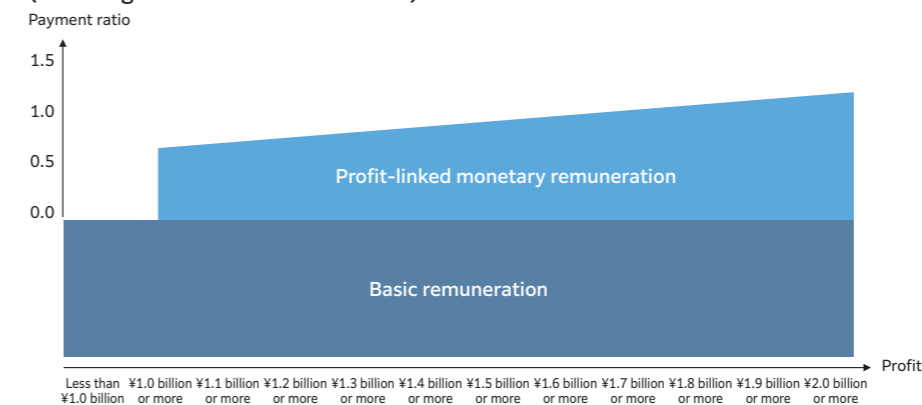 Payment ratio
1.5
1.0
0.5
0.0
Profit-linked monetary remuneration
Basic remuneration
Profit
Less than ¥1.0 billion or more ¥1.1 billion or more ¥1.2 billion or more ¥1.3 billion or more ¥1.4 billion or more ¥1.5 billion or more ¥1.6 billion or more ¥1.7 billion or more ¥1.8 billion or more ¥1.9 billion or more ¥2.0 billion or more
¥1.0 billion